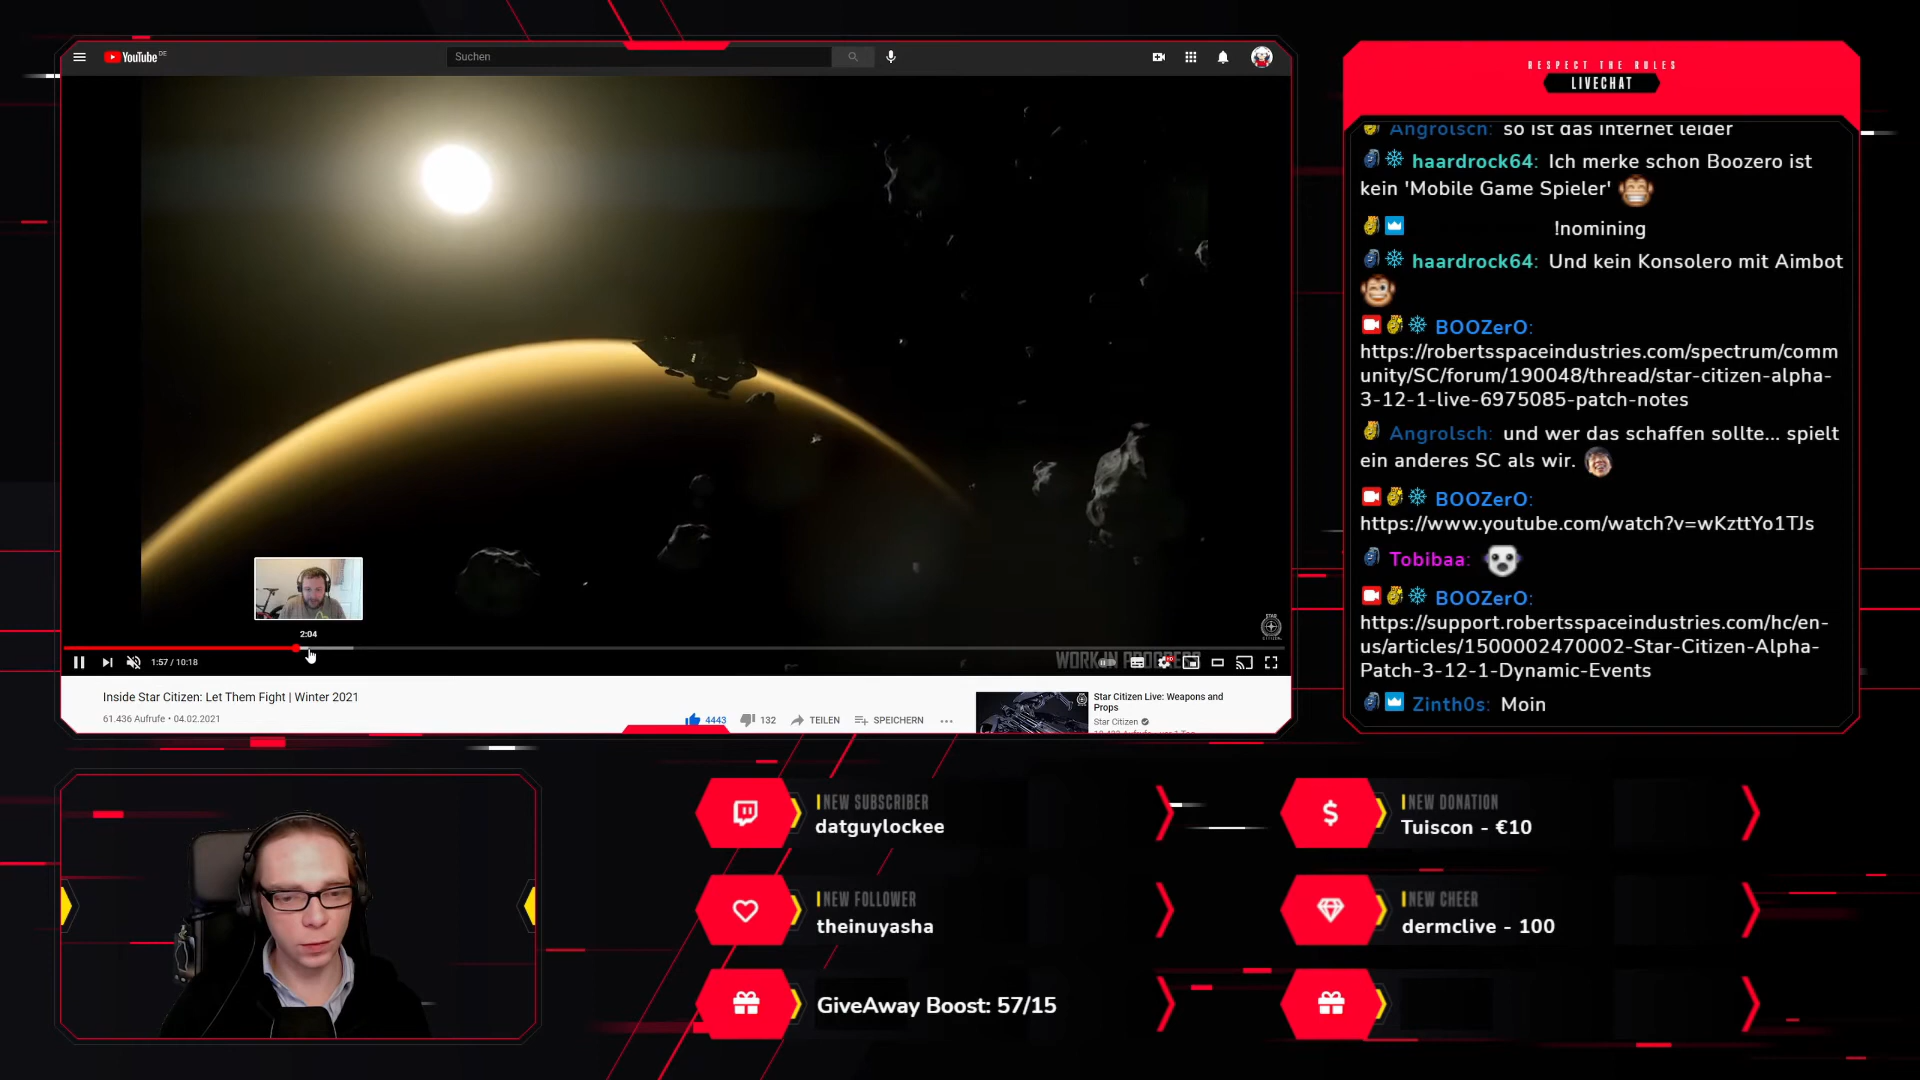 YouTube DE
Suchen
2:04
1:57 / 10:18
WORK IN PROGRESS
Inside Star Citizen: Let Them Fight | Winter 2021
61.436 Aufrufe • 04.02.2021
4443
132
TEILEN
SPEICHERN
Star Citizen Live: Weapons and
Props
Star Citizen
RESPECT THE RULES
LIVECHAT
Angrolsch: so ist das internet leider
haardrock64: Ich merke schon Boozero ist
kein 'Mobile Game Spieler'
!nomining
haardrock64: Und kein Konsolero mit Aimbot
BOOZerO:
https://robertsspaceindustries.com/spectrum/comm
unity/SC/forum/190048/thread/star-citizen-alpha-
3-12-1-live-6975085-patch-notes
Angrolsch: und wer das schaffen sollte... spielt
ein anderes SC als wir.
BOOZerO:
https://www.youtube.com/watch?v=wKzttYo1TJs
Tobibaa:
BOOZerO:
https://support.robertsspaceindustries.com/hc/en-
us/articles/1500002470002-Star-Citizen-Alpha-
Patch-3-12-1-Dynamic-Events
Zinth0s: Moin
NEW SUBSCRIBER
datguylockee
NEW DONATION
Tuiscon - €10
NEW FOLLOWER
theinuyasha
NEW CHEER
dermclive - 100
GiveAway Boost: 57/15